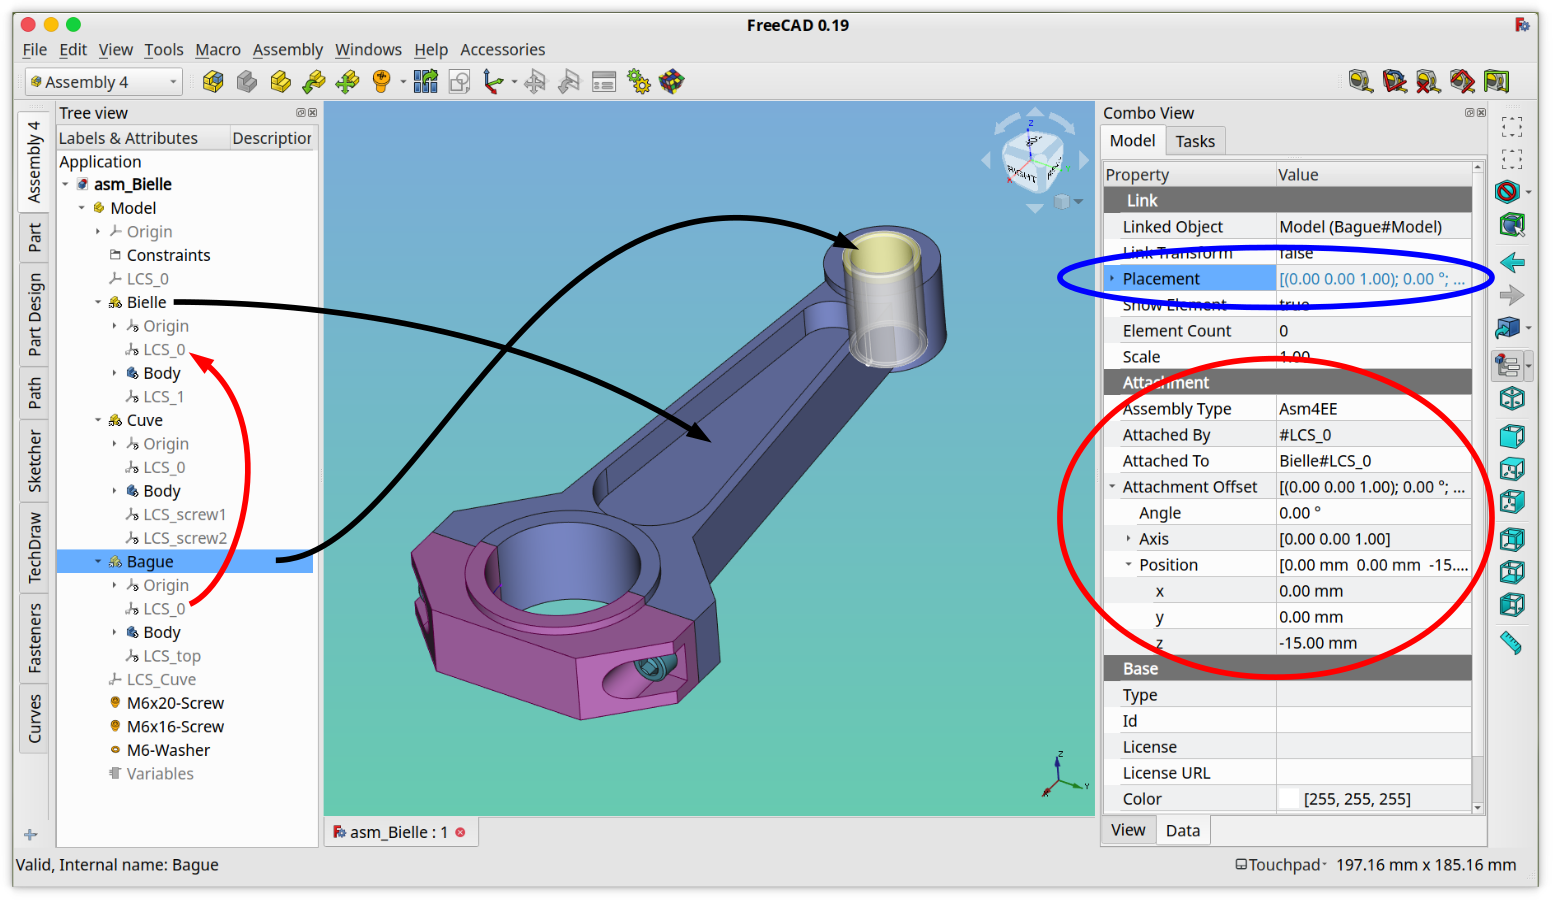 FreeCAD 0.19
File Edit View Tools Macro Assembly Windows Help Accessories
Assembly 4
Tree view
Labels & Attributes Description
Application
asm_Bielle
Model
Origin
Constraints
LCS_0
Bielle
Origin
LCS_0
Body
LCS_1
Cuve
Origin
LCS_0
Body
LCS_screw1
LCS_screw2
Bague
Origin
LCS_0
Body
LCS_top
LCS_Cuve
M6x20-Screw
M6x16-Screw
M6-Washer
Variables
Assembly 4
Part
Part Design
Path
Sketcher
TechDraw
Fasteners
Curves
Z
RIGHT
X
Z
Y
X
asm_Bielle : 1
Combo View
Model Tasks
Property Value
Link
Linked Object Model (Bague#Model)
Link Transform false
Placement [(0.00 0.00 1.00); 0.00 °; ...
Show Element true
Element Count 0
Scale 1.00
Attachment
Assembly Type Asm4EE
Attached By #LCS_0
Attached To Bielle#LCS_0
Attachment Offset [(0.00 0.00 1.00); 0.00 °; ...
Angle 0.00 °
Axis [0.00 0.00 1.00]
Position [0.00 mm 0.00 mm -15....
x 0.00 mm
y 0.00 mm
z -15.00 mm
Base
Type
Id
License
License URL
Color [255, 255, 255]
View Data
Valid, Internal name: Bague
Touchpad 197.16 mm x 185.16 mm